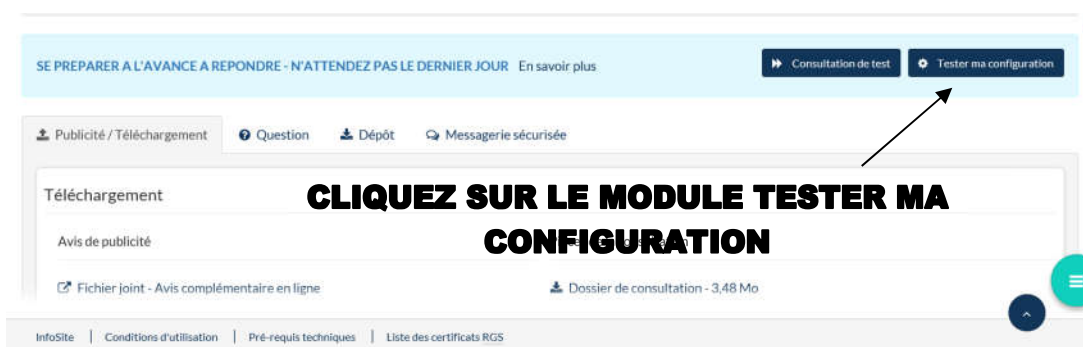 SE PREPARER A L'AVANCE A REPONDRE - N'ATTENDEZ PAS LE DERNIER JOUR En savoir plus
Consultation de test
Tester ma configuration
Publicité / Téléchargement Question Dépôt Messagerie sécurisée
Téléchargement
CLIQUEZ SUR LE MODULE TESTER MA
CONFIGURATION
Avis de publicité
Fichier joint - Avis complémentaire en ligne
Dossier de consultation - 3,48 Mo
InfoSite | Conditions d'utilisation | Pré-requis techniques | Liste des certificats RGS